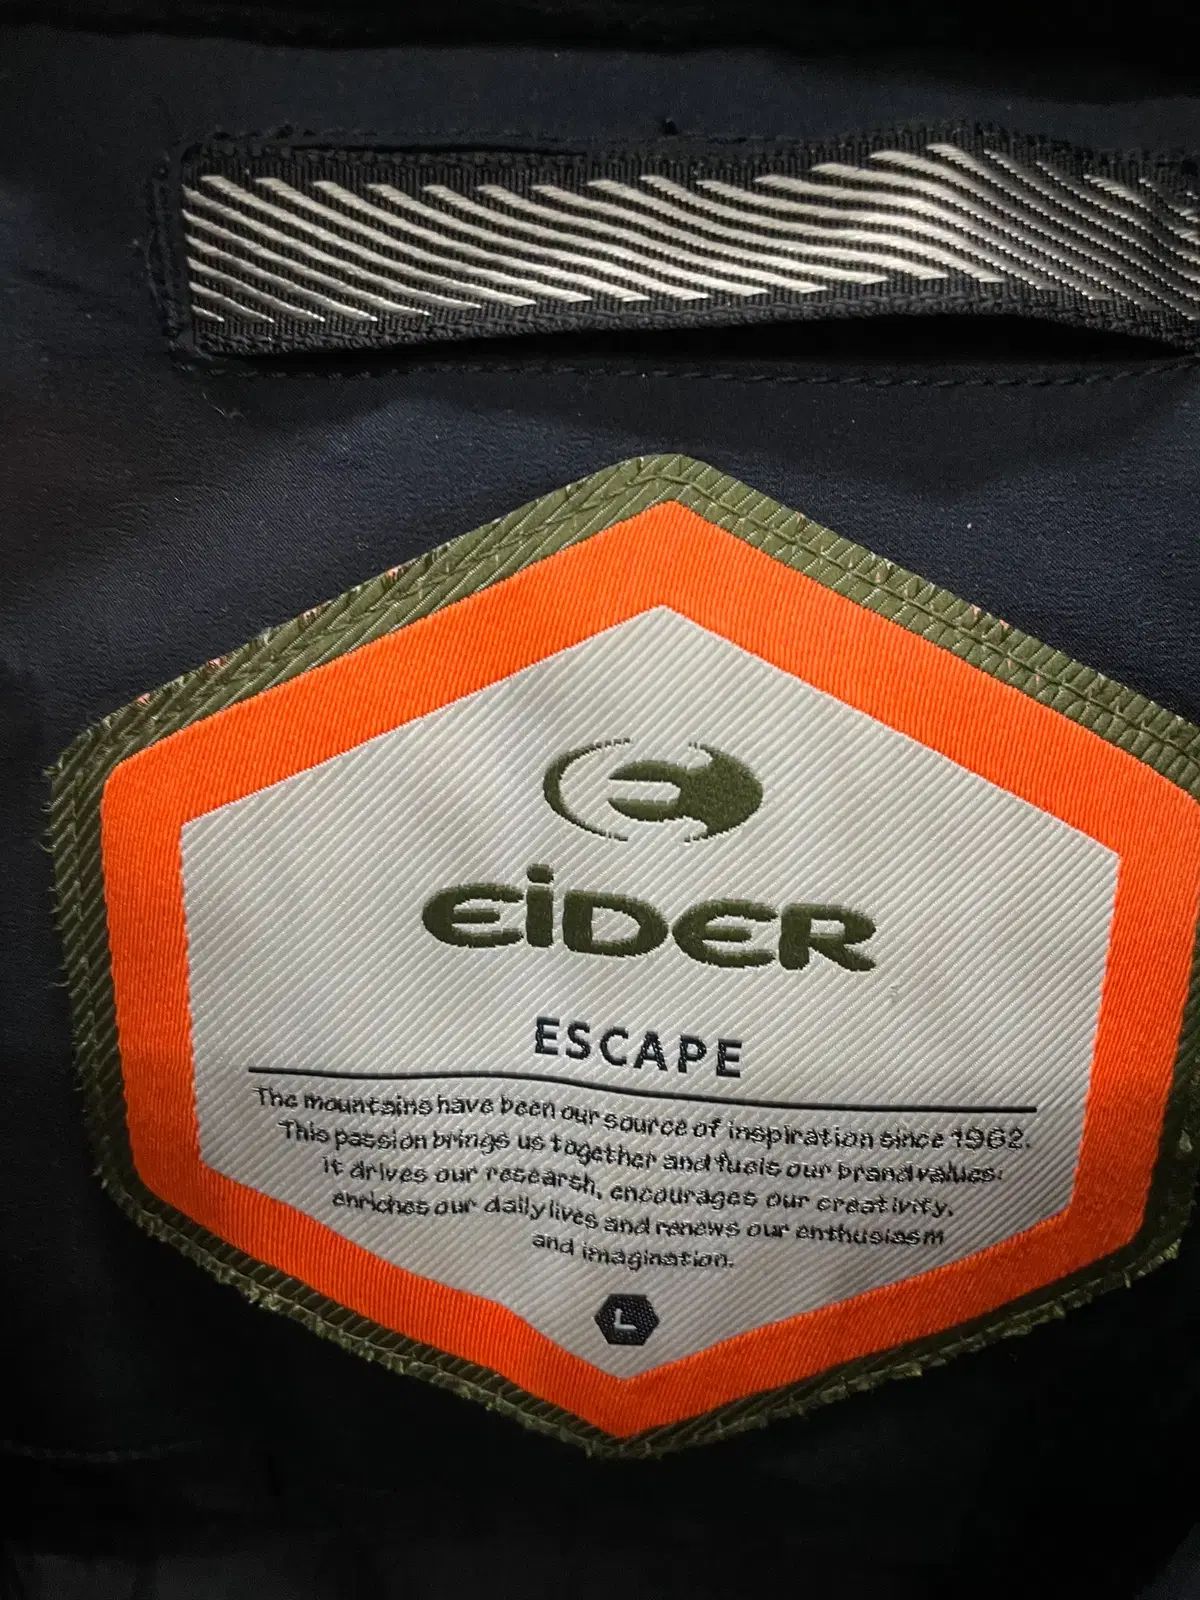 EiDER
ESCAPE
The mountains have been our source of inspiration since 1962.
This passion brings us together and fuels our brand values:
it drives our research, encourages our creativity,
enriches our daily lives and renews our enthusiasm
and imagination.
L